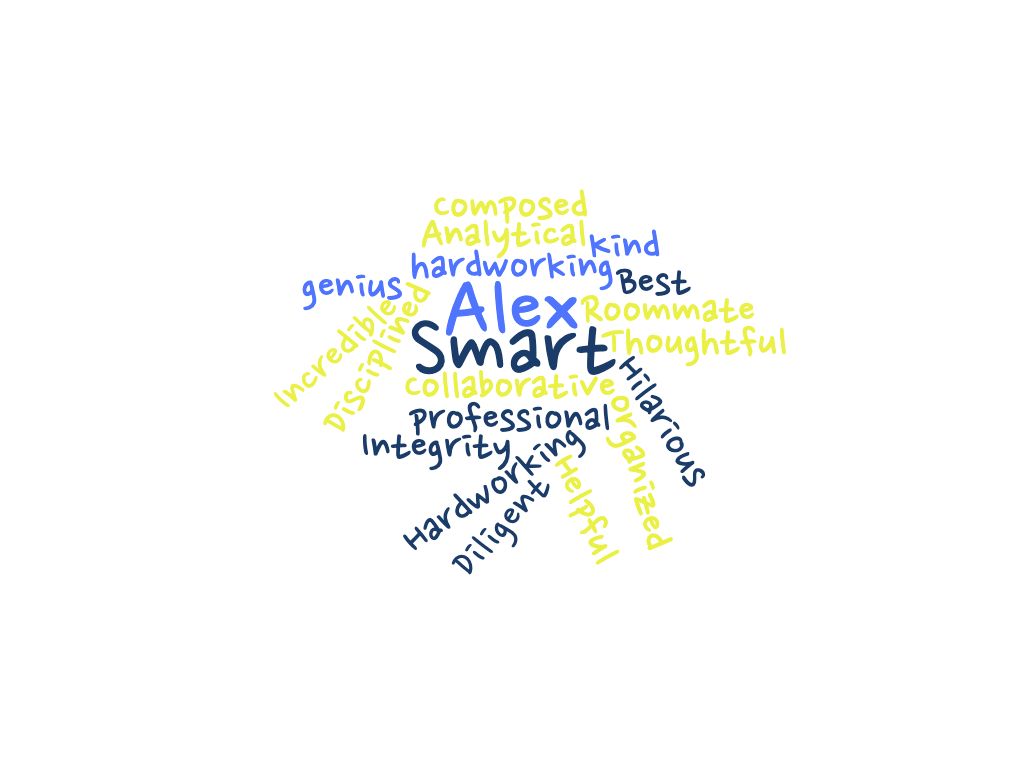 composed
Analytical
kind
hardworking
genius
Best
Alex
Roommate
Incredible
Disciplined
Smart
Thoughtful
collaborative
Hilarious
professional
organized
Integrity
Hardworking
Helpful
Diligent